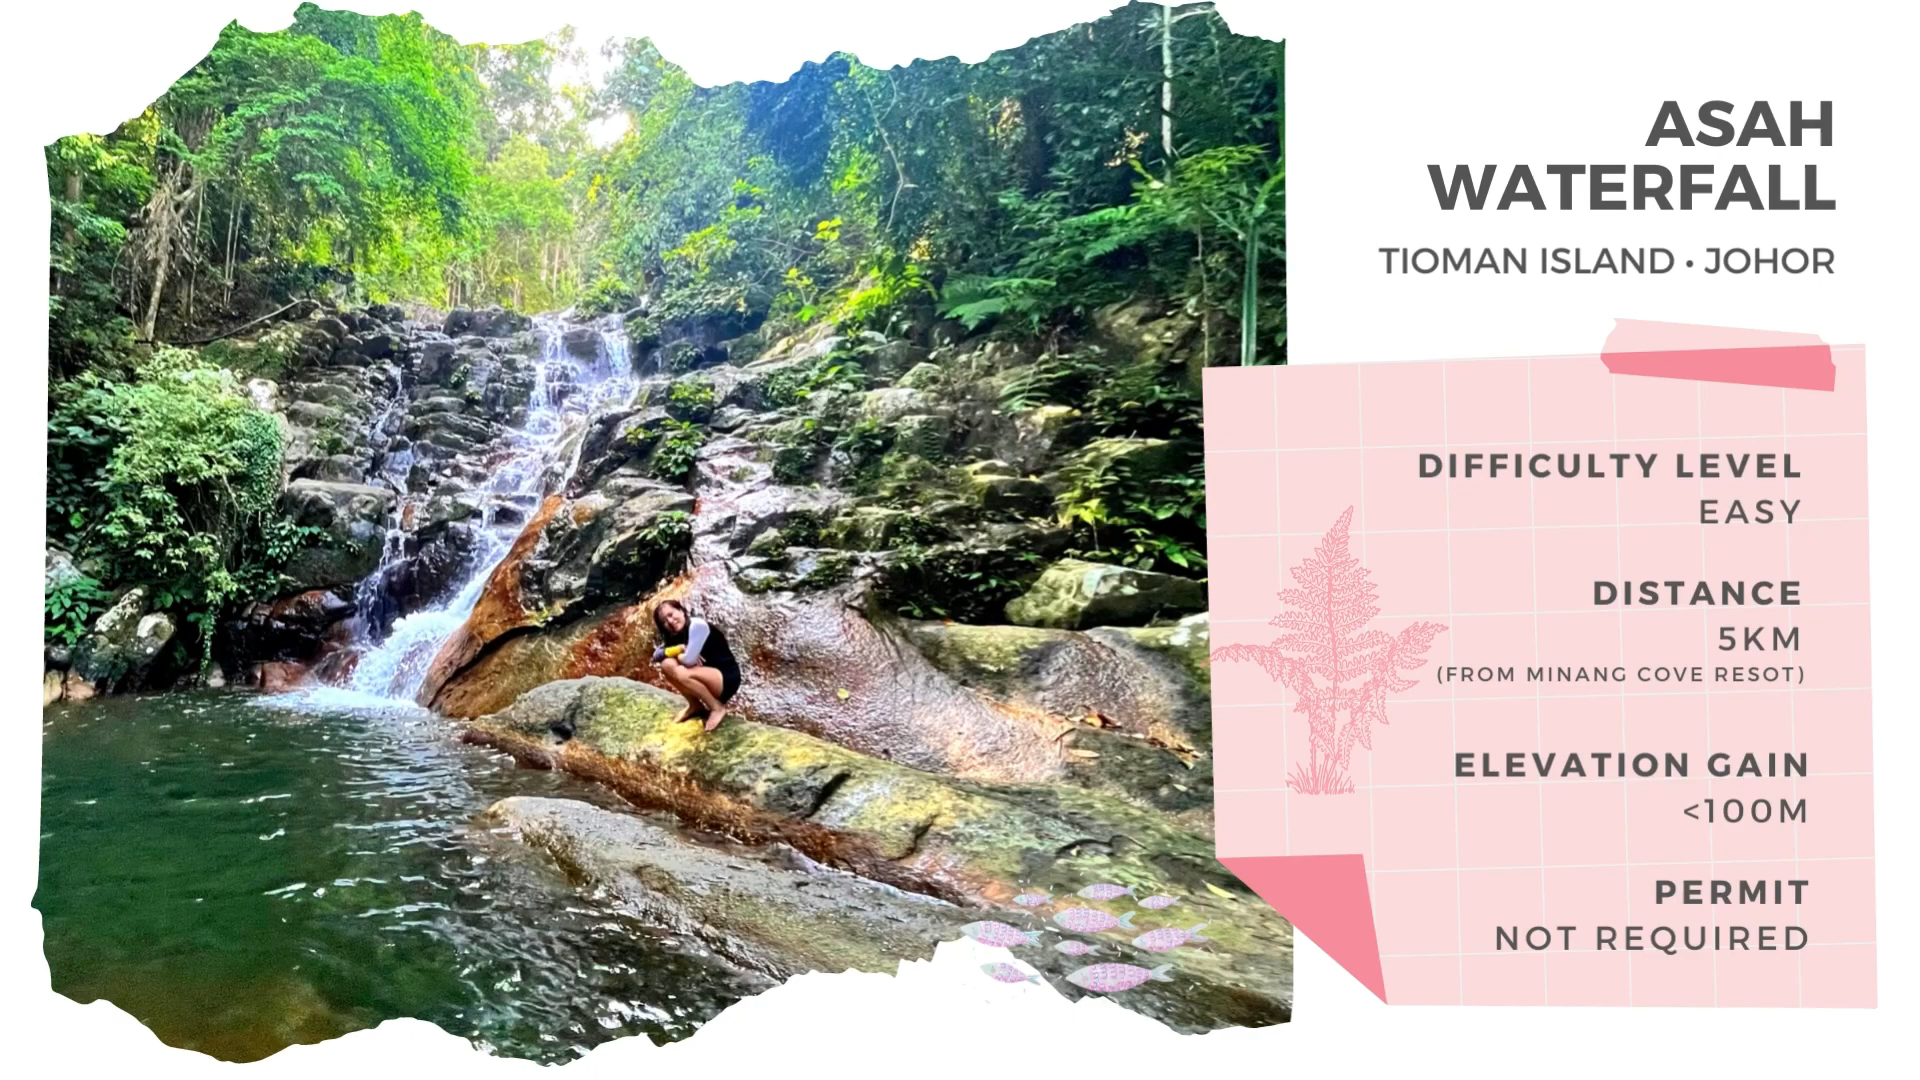 ASAH
WATERFALL
TIOMAN ISLAND • JOHOR
DIFFICULTY LEVEL
EASY
DISTANCE
5KM
(FROM MINANG COVE RESOT)
ELEVATION GAIN
<100M
PERMIT
NOT REQUIRED